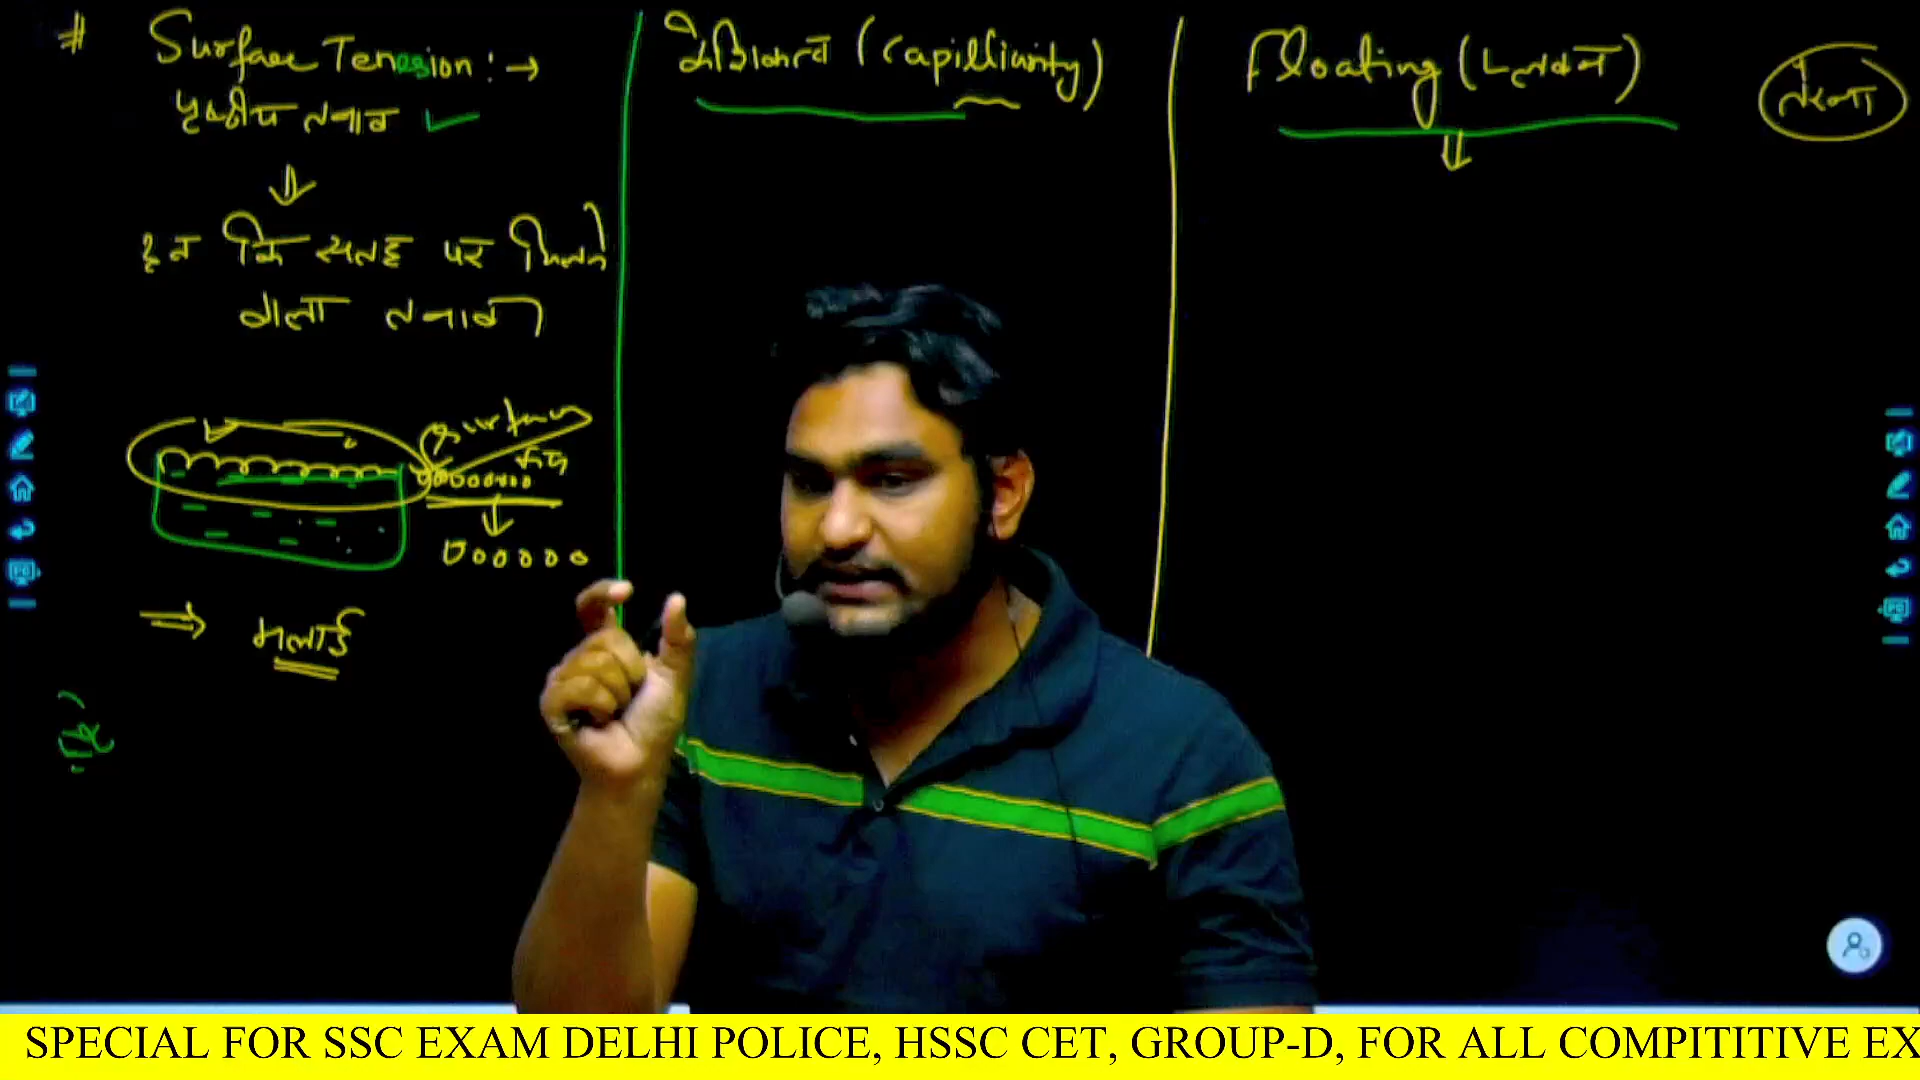 # Surface Tension :→
पृष्ठीय तनाव ✓
द्रव कि सतह पर मिलने
वाला तनाव
surface
⇒ मलाई
केशिकत्व (Capilliarity)
Floating (प्लवन)
तैरना
SPECIAL FOR SSC EXAM DELHI POLICE, HSSC CET, GROUP-D, FOR ALL COMPITITIVE EX